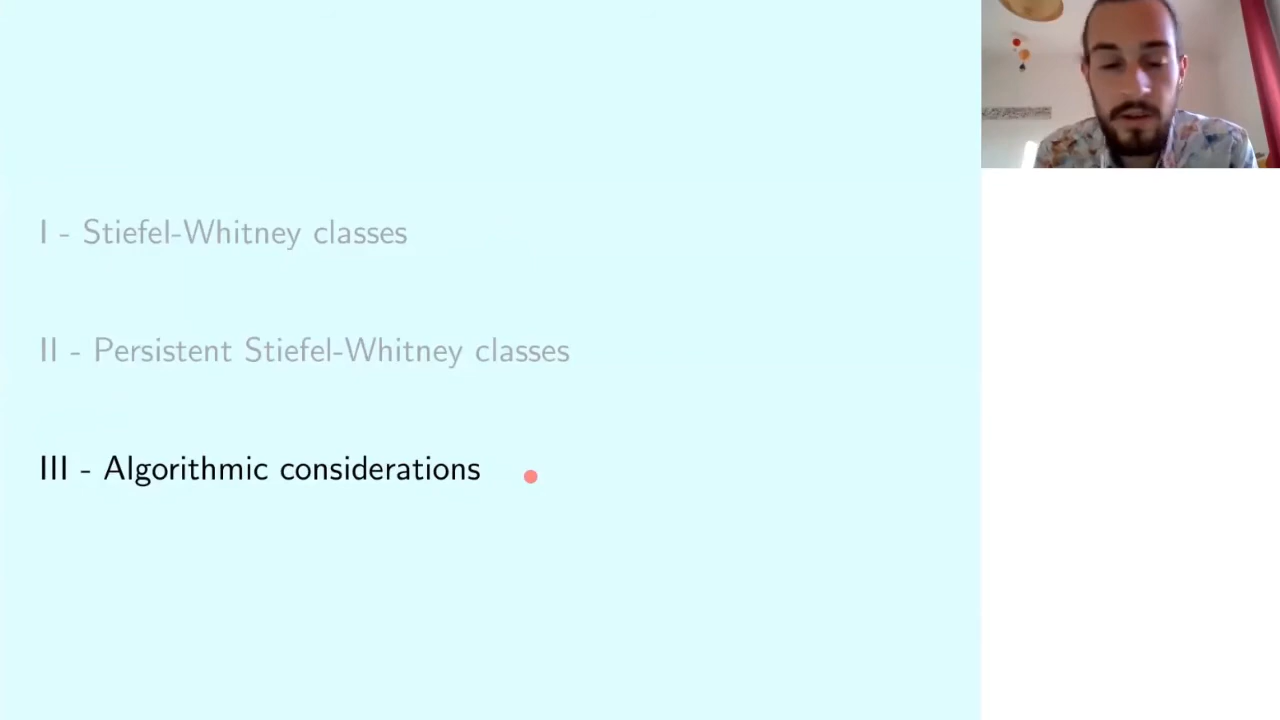 I - Stiefel-Whitney classes
II - Persistent Stiefel-Whitney classes
III - Algorithmic considerations